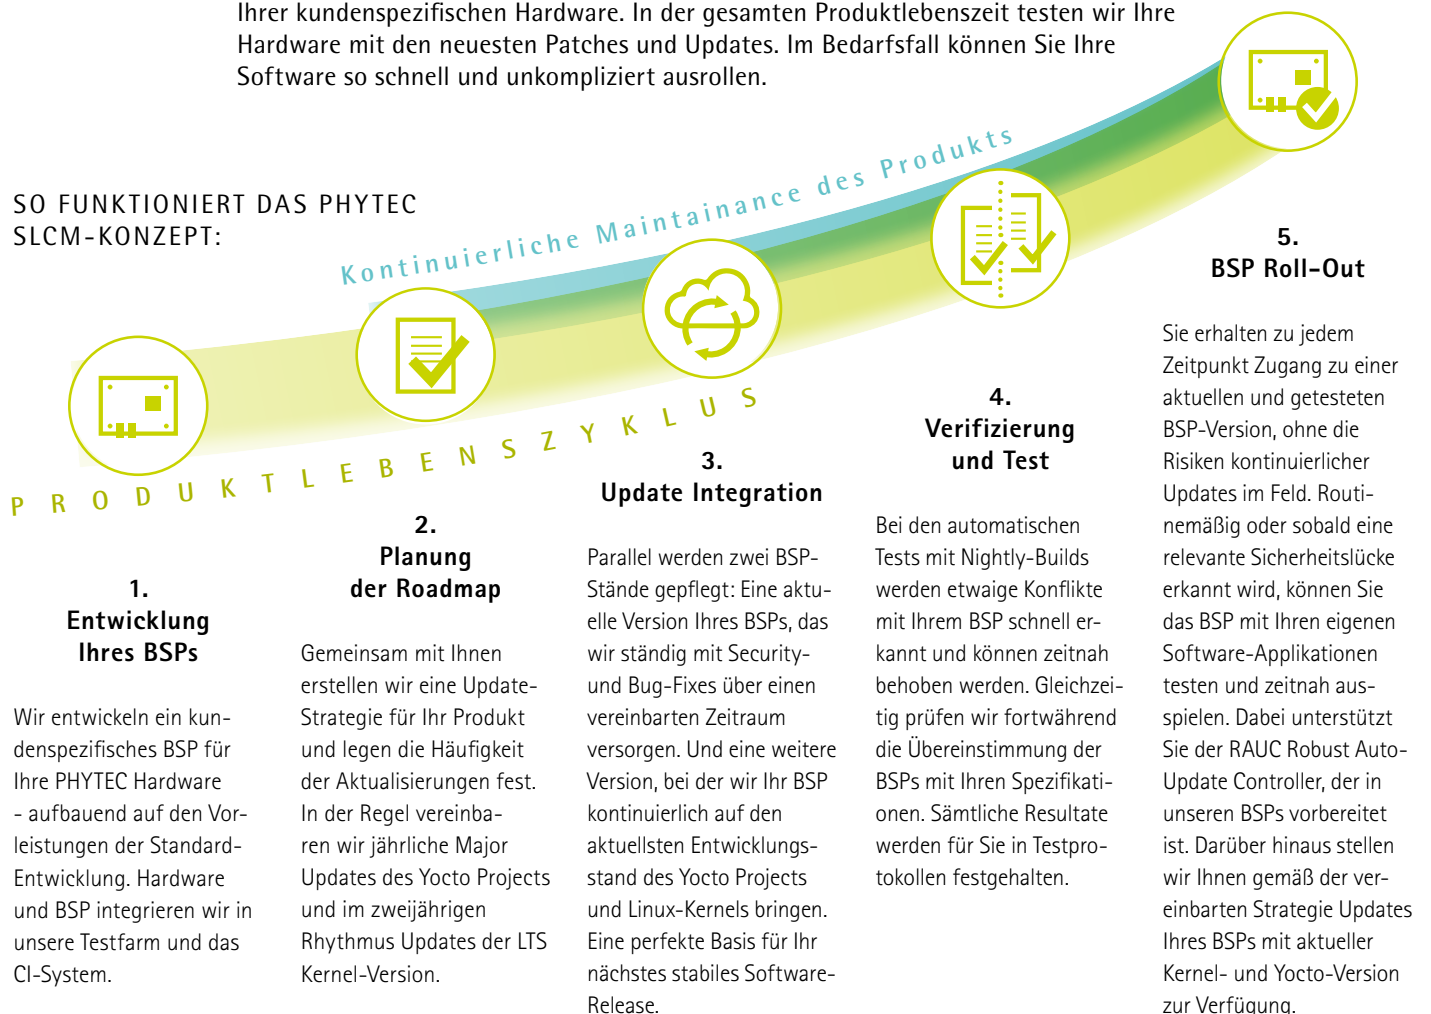 Ihrer kundenspezifischen Hardware. In der gesamten Produktlebenszeit testen wir Ihre
Hardware mit den neuesten Patches und Updates. Im Bedarfsfall können Sie Ihre
Software so schnell und unkompliziert ausrollen.
SO FUNKTIONIERT DAS PHYTEC
SLCM-KONZEPT:
Kontinuierliche Maintainance des Produkts
PRODUKTLEBENSZYKLUS
1.
Entwicklung
Ihres BSPs
Wir entwickeln ein kun-
denspezifisches BSP für
Ihre PHYTEC Hardware
- aufbauend auf den Vor-
leistungen der Standard-
Entwicklung. Hardware
und BSP integrieren wir in
unsere Testfarm und das
CI-System.
2.
Planung
der Roadmap
Gemeinsam mit Ihnen
erstellen wir eine Update-
Strategie für Ihr Produkt
und legen die Häufigkeit
der Aktualisierungen fest.
In der Regel vereinba-
ren wir jährliche Major
Updates des Yocto Projects
und im zweijährigen
Rhythmus Updates der LTS
Kernel-Version.
3.
Update Integration
Parallel werden zwei BSP-
Stände gepflegt: Eine aktu-
elle Version Ihres BSPs, das
wir ständig mit Security-
und Bug-Fixes über einen
vereinbarten Zeitraum
versorgen. Und eine weitere
Version, bei der wir Ihr BSP
kontinuierlich auf den
aktuellsten Entwicklungs-
stand des Yocto Projects
und Linux-Kernels bringen.
Eine perfekte Basis für Ihr
nächstes stabiles Software-
Release.
4.
Verifizierung
und Test
Bei den automatischen
Tests mit Nightly-Builds
werden etwaige Konflikte
mit Ihrem BSP schnell er-
kannt und können zeitnah
behoben werden. Gleichzei-
tig prüfen wir fortwährend
die Übereinstimmung der
BSPs mit Ihren Spezifikati-
onen. Sämtliche Resultate
werden für Sie in Testpro-
tokollen festgehalten.
5.
BSP Roll-Out
Sie erhalten zu jedem
Zeitpunkt Zugang zu einer
aktuellen und getesteten
BSP-Version, ohne die
Risiken kontinuierlicher
Updates im Feld. Routi-
nemäßig oder sobald eine
relevante Sicherheitslücke
erkannt wird, können Sie
das BSP mit Ihren eigenen
Software-Applikationen
testen und zeitnah aus-
spielen. Dabei unterstützt
Sie der RAUC Robust Auto-
Update Controller, der in
unseren BSPs vorbereitet
ist. Darüber hinaus stellen
wir Ihnen gemäß der ver-
einbarten Strategie Updates
Ihres BSPs mit aktueller
Kernel- und Yocto-Version
zur Verfügung.